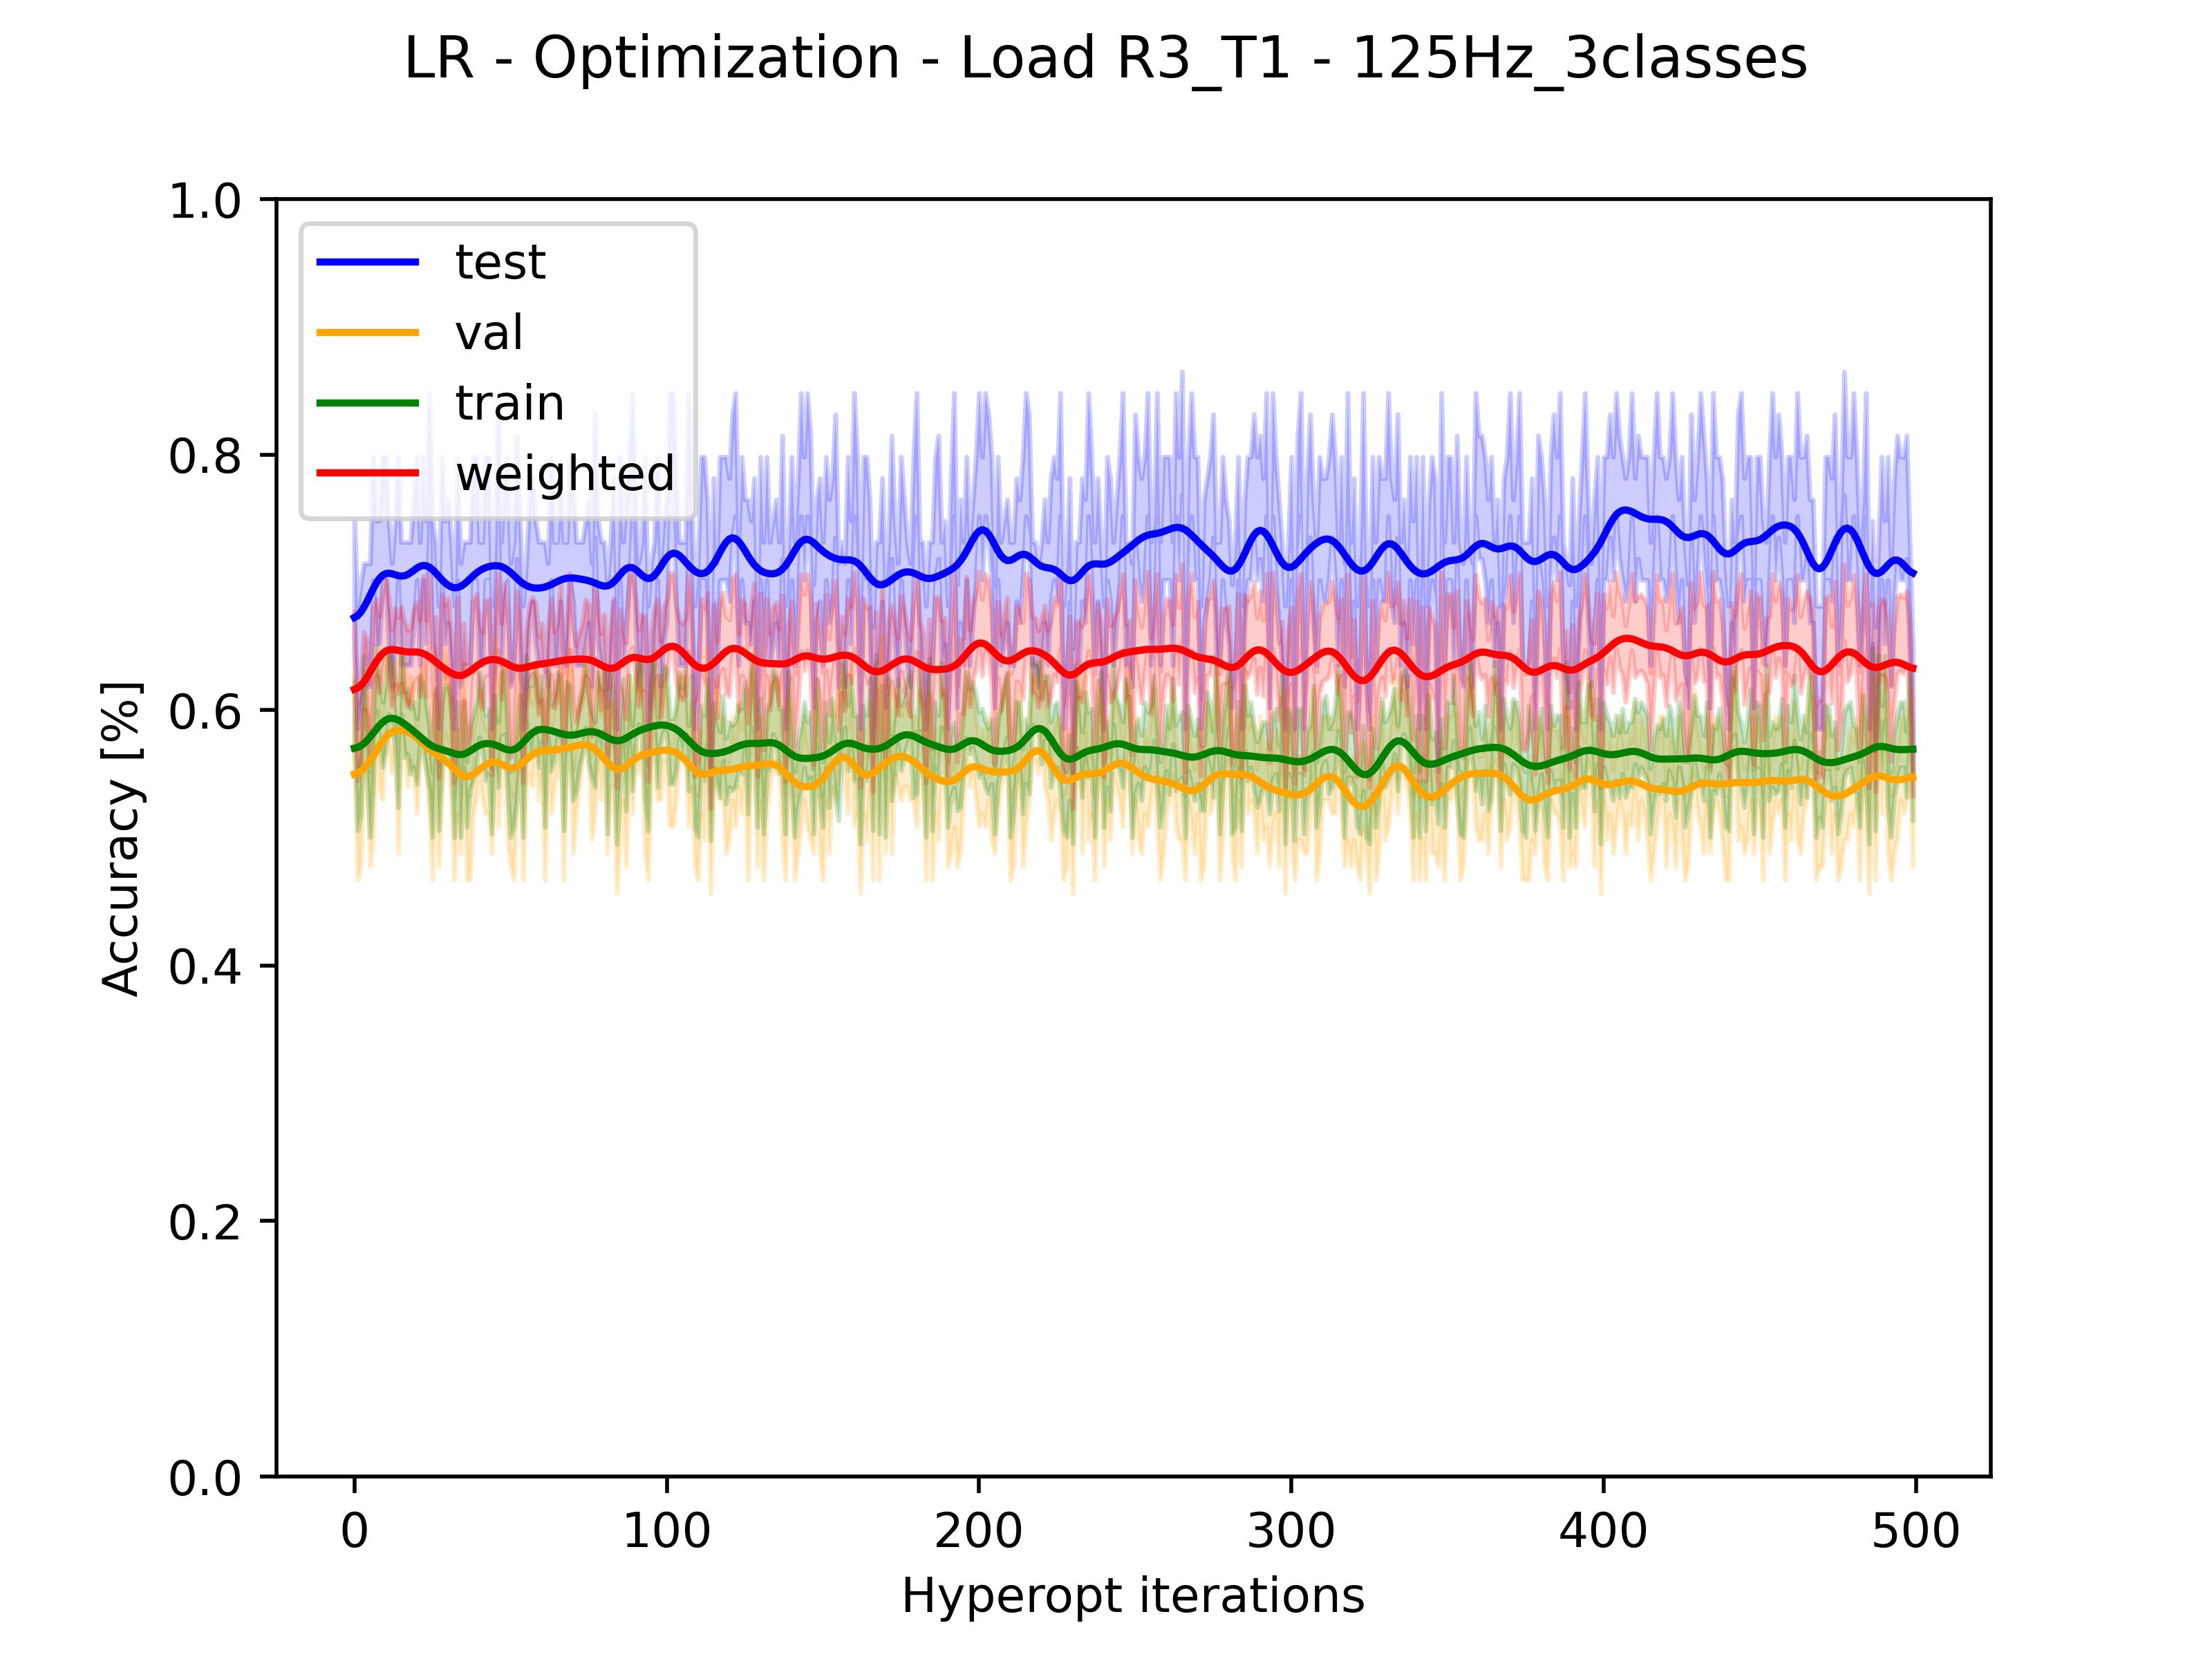 LR - Optimization - Load R3_T1 - 125Hz_3classes
test
val
train
weighted
1.0
0.8
0.6
0.4
0.2
0.0
Accuracy [%]
0 100 200 300 400 500
Hyperopt iterations